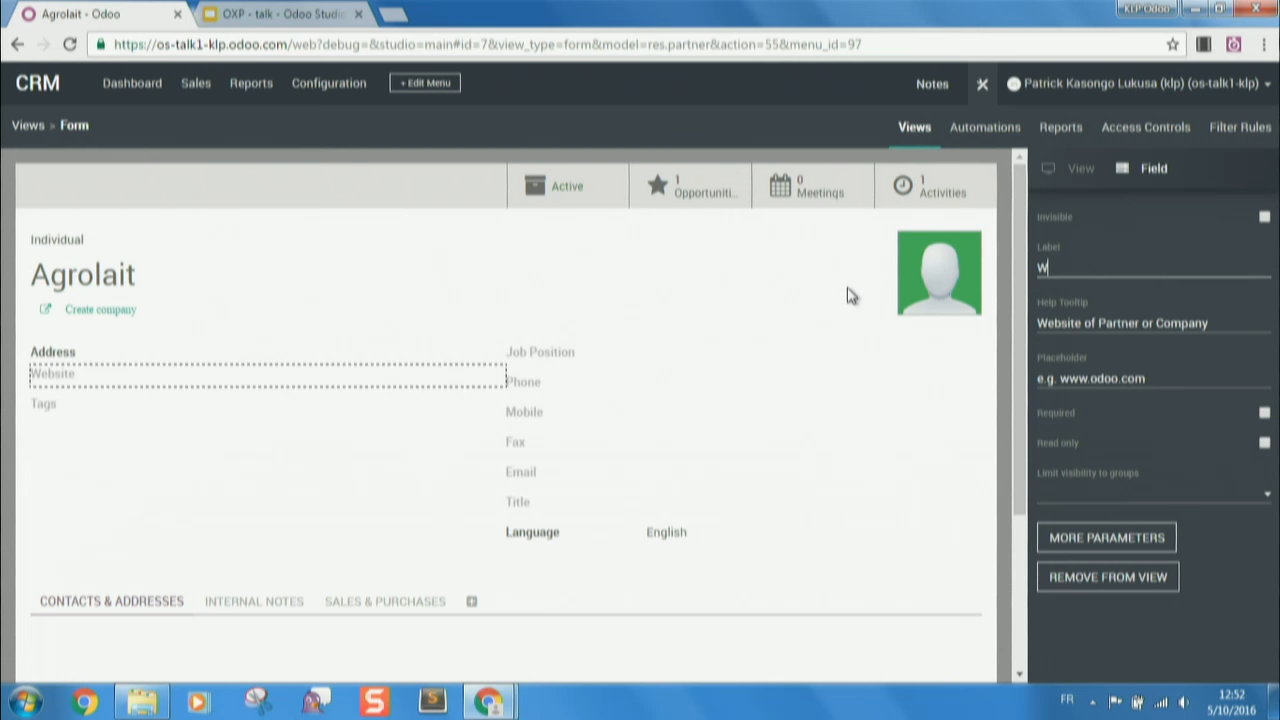 Agrolait - Odoo
OXP - talk - Odoo Studio
KLP Odoo
https://os-talk1-klp.odoo.com/web?debug=&studio=main#id=7&view_type=form&model=res.partner&action=55&menu_id=97
CRM
Dashboard Sales Reports Configuration + Edit Menu
Notes
Patrick Kasongo Lukusa (klp) (os-talk1-klp)
Views > Form
Views Automations Reports Access Controls Filter Rules
Active
1 Opportuniti...
0 Meetings
1 Activities
View Field
Individual
Agrolait
Create company
Address
Website
Tags
Job Position
Phone
Mobile
Fax
Email
Title
Language English
CONTACTS & ADDRESSES INTERNAL NOTES SALES & PURCHASES
Invisible
Label
W
Help Tooltip
Website of Partner or Company
Placeholder
e.g. www.odoo.com
Required
Read only
Limit visibility to groups
MORE PARAMETERS
REMOVE FROM VIEW
S
S
FR
12:52
5/10/2016